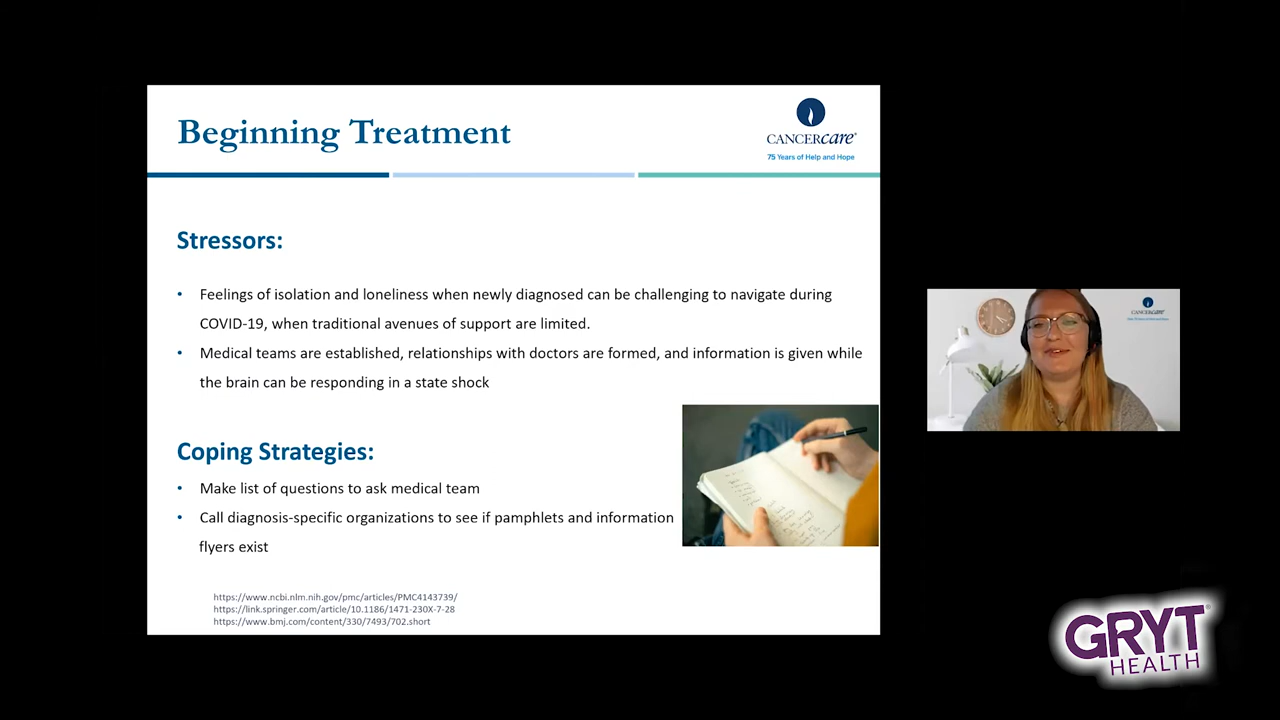 Beginning Treatment
CANCERcare®
75 Years of Help and Hope
Stressors:
• Feelings of isolation and loneliness when newly diagnosed can be challenging to navigate during
COVID-19, when traditional avenues of support are limited.
• Medical teams are established, relationships with doctors are formed, and information is given while
the brain can be responding in a state shock
Coping Strategies:
• Make list of questions to ask medical team
• Call diagnosis-specific organizations to see if pamphlets and information
flyers exist
https://www.ncbi.nlm.nih.gov/pmc/articles/PMC4143739/
https://link.springer.com/article/10.1186/1471-230X-7-28
https://www.bmj.com/content/330/7493/702.short
CANCERcare
GRYT
HEALTH